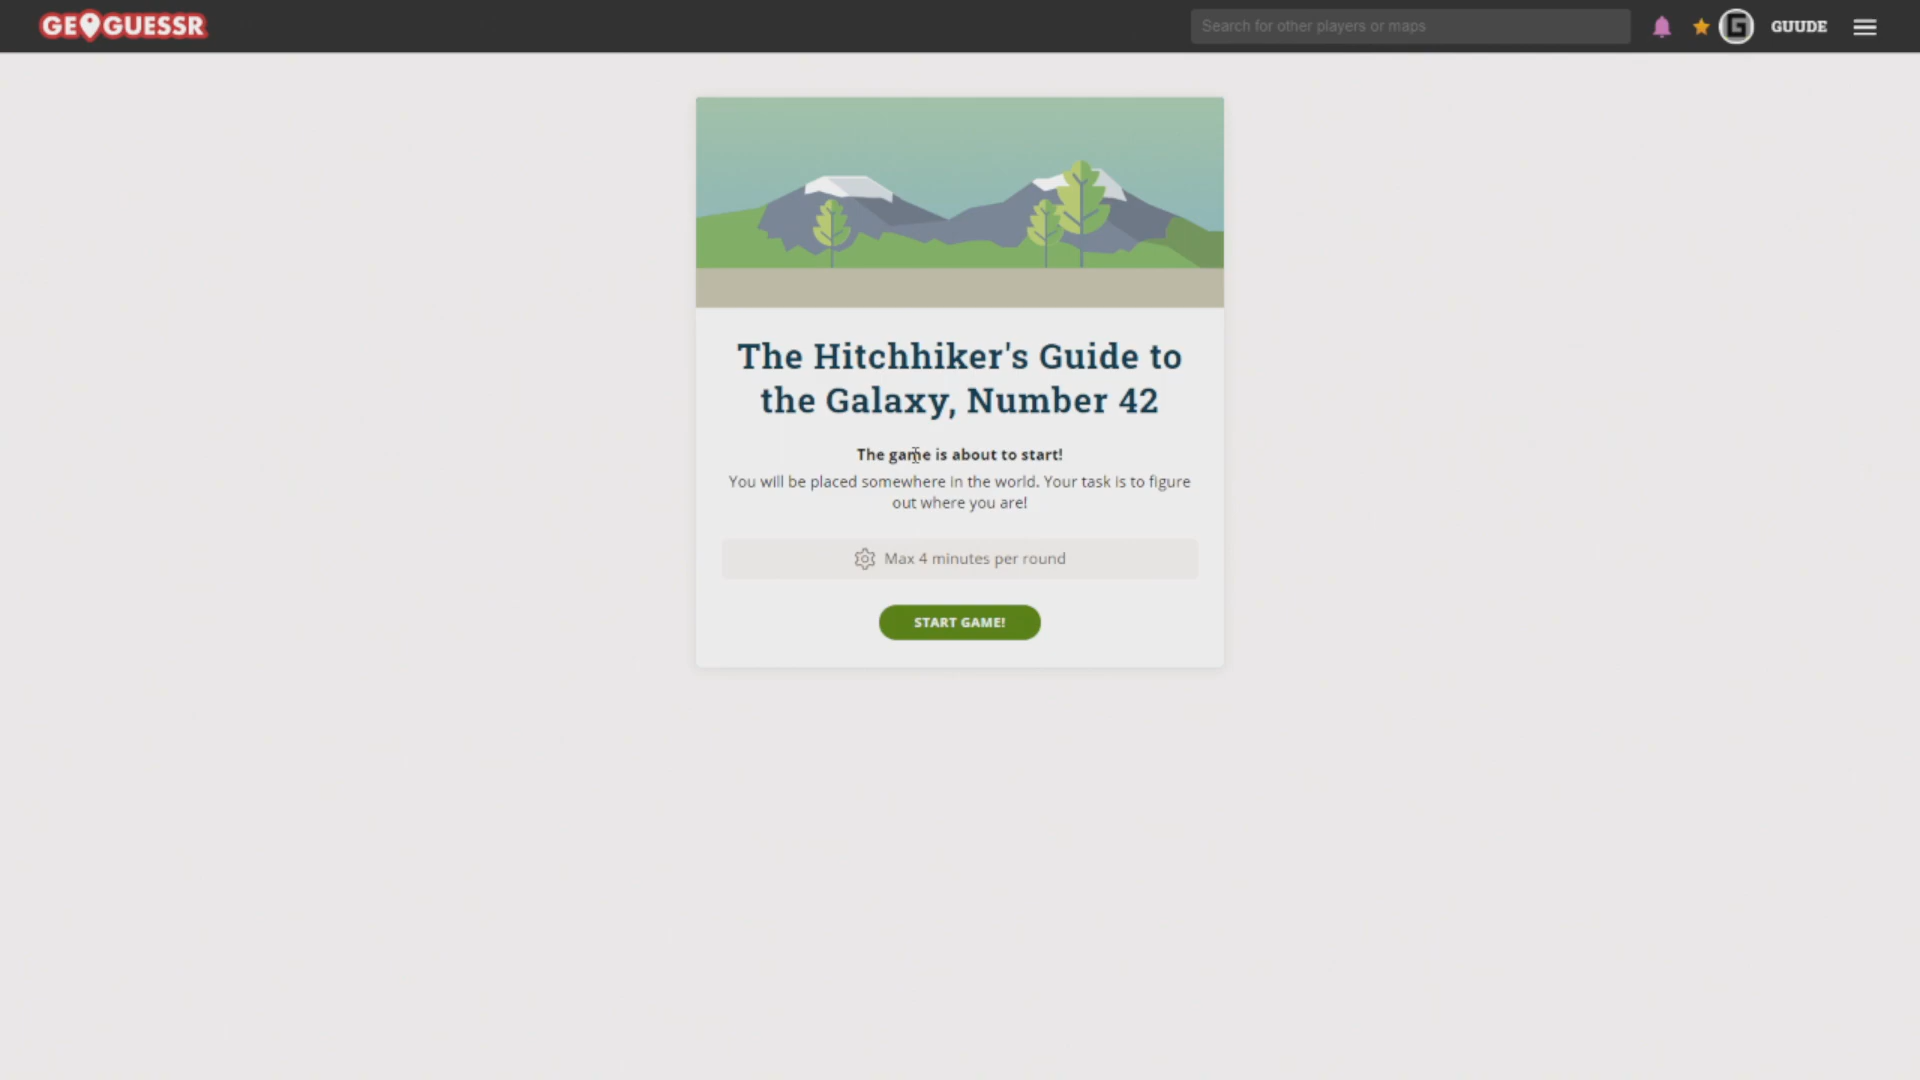 GEOGUESSR
Search for other players or maps
G
GUUDE
The Hitchhiker's Guide to
the Galaxy, Number 42
The game is about to start!
You will be placed somewhere in the world. Your task is to figure
out where you are!
Max 4 minutes per round
START GAME!